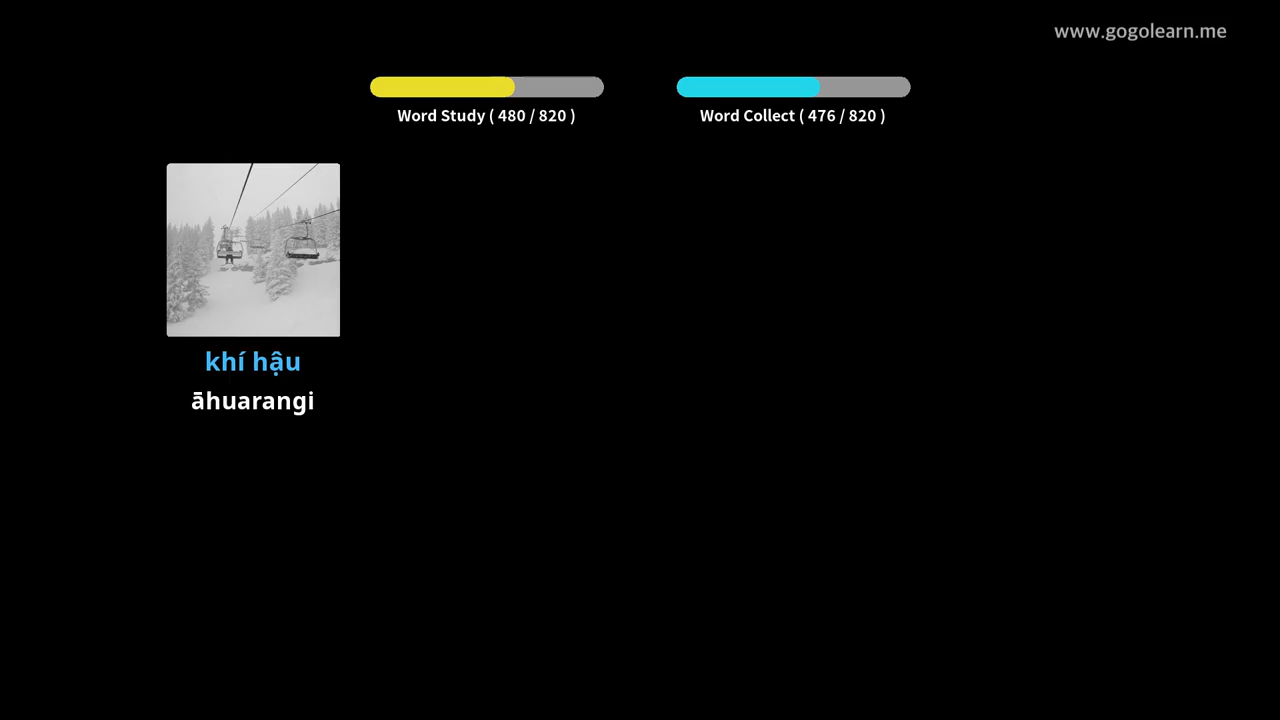 www.gogolearn.me
Word Study ( 480 / 820 )
Word Collect ( 476 / 820 )
khí hậu
āhuarangi